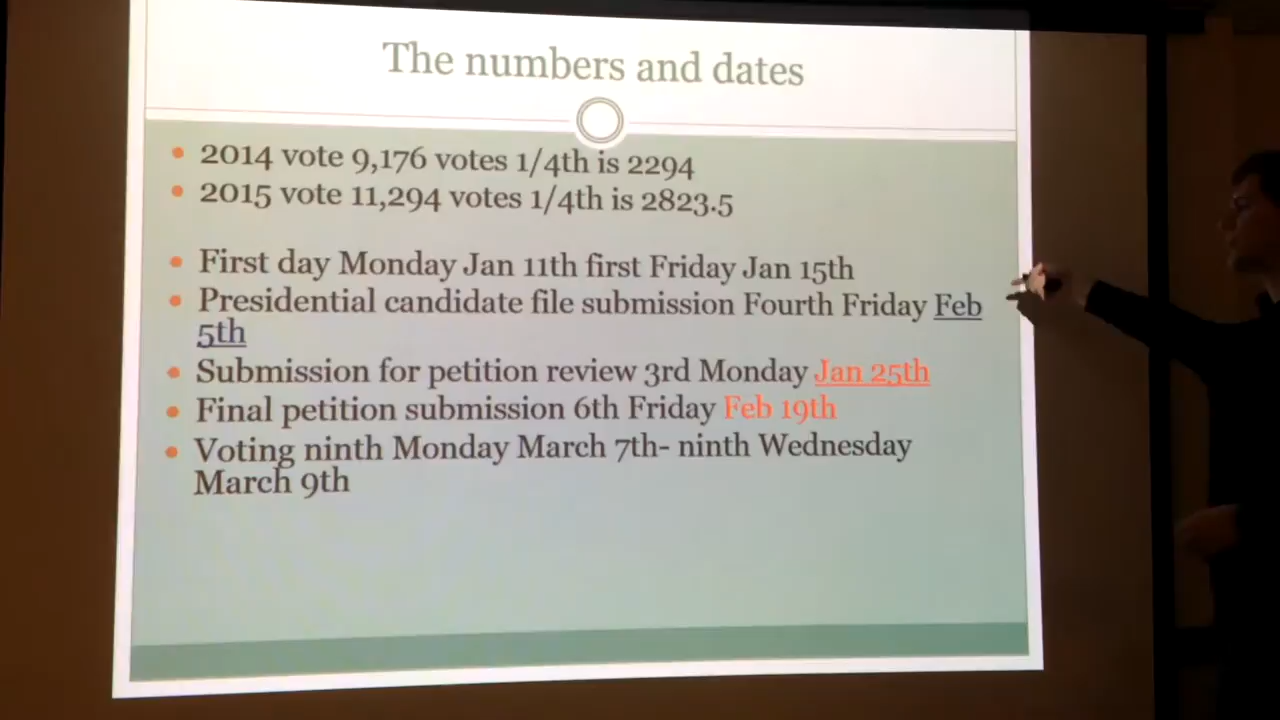 The numbers and dates
2014 vote 9,176 votes 1/4th is 2294
2015 vote 11,294 votes 1/4th is 2823.5
First day Monday Jan 11th first Friday Jan 15th
Presidential candidate file submission Fourth Friday Feb
5th
Submission for petition review 3rd Monday Jan 25th
Final petition submission 6th Friday Feb 19th
Voting ninth Monday March 7th- ninth Wednesday
March 9th